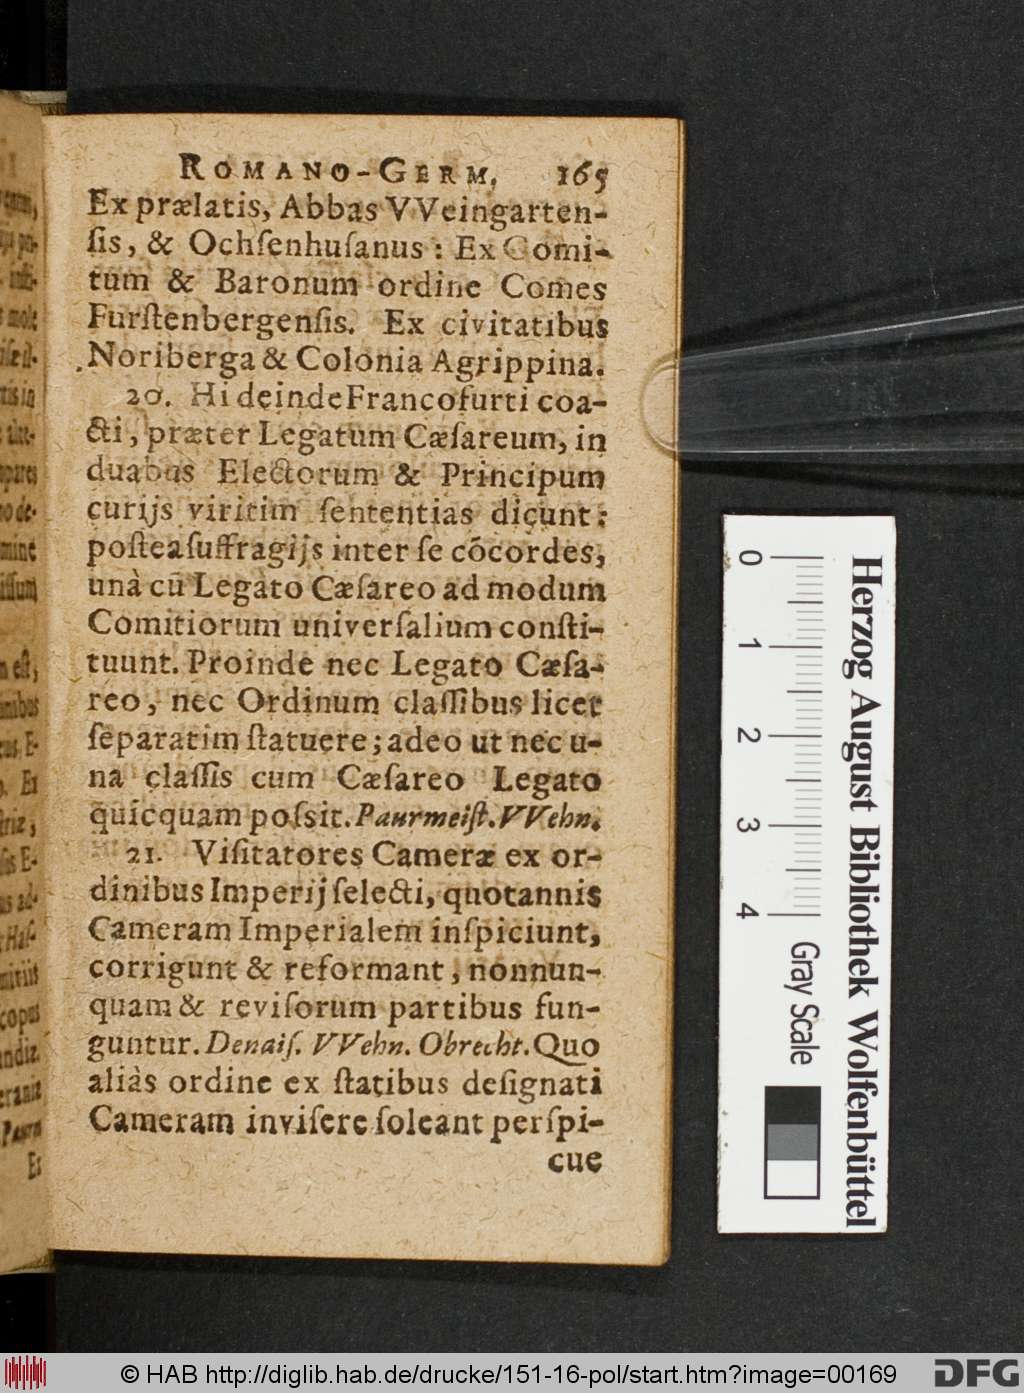 ROMANO-GERM. 165
Ex prælatis, Abbas VVeingarten-
ſis, & Ochſenhuſanus : Ex Comi-
tum & Baronum ordine Comes
Furſtenbergenſis. Ex civitatibus
Noriberga & Colonia Agrippina.
20. Hi deinde Francofurti coa-
cti, præter Legatum Cæſareum, in
duabus Electorum & Principum
curijs viritim ſententias dicunt:
poſtea ſuffragijs inter ſe cōcordes,
unà cū Legato Cæſareo ad modum
Comitiorum univerſalium conſti-
tuunt. Proinde nec Legato Cæſa-
reo, nec Ordinum claſſibus licet
ſeparatim ſtatuere; adeo ut nec u-
na claſſis cum Cæſareo Legato
quicquam poſsit. Paurmeiſt. VVehn.
21. Viſitatores Cameræ ex or-
dinibus Imperij ſelecti, quotannis
Cameram Imperialem inſpiciunt,
corrigunt & reformant, nonnun-
quam & reviſorum partibus fun-
guntur. Denaiſ. VVehn. Obrecht. Quo
aliàs ordine ex ſtatibus deſignati
Cameram inviſere ſoleant perſpi-
cue
0 1 2 3 4
Gray Scale
Herzog August Bibliothek Wolfenbüttel
© HAB http://diglib.hab.de/drucke/151-16-pol/start.htm?image=00169
DFG